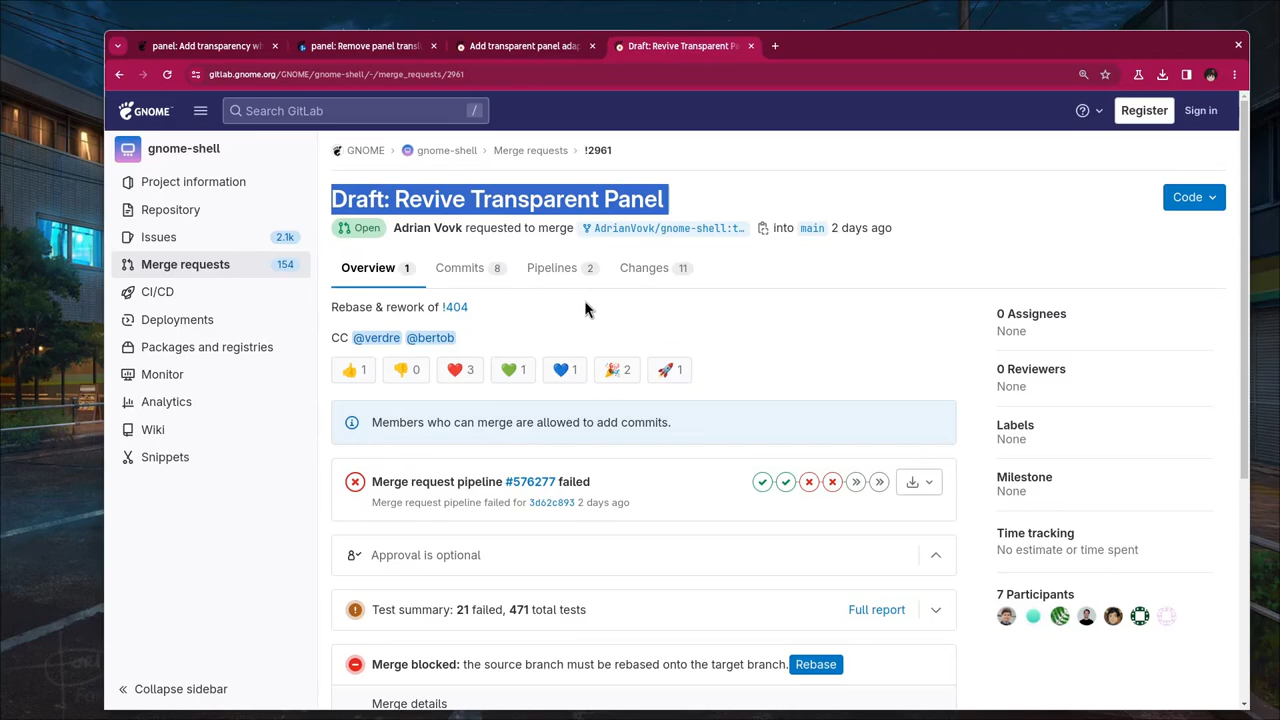 panel: Add transparency w
panel: Remove panel transl
Add transparent panel adap
Draft: Revive Transparent Pa
gitlab.gnome.org/GNOME/gnome-shell/-/merge_requests/2961
GNOME
Search GitLab
/
Register
Sign in
gnome-shell
Project information
Repository
Issues
2.1k
Merge requests
154
CI/CD
Deployments
Packages and registries
Monitor
Analytics
Wiki
Snippets
Collapse sidebar
GNOME › gnome-shell › Merge requests › !2961
Draft: Revive Transparent Panel
Code
Open Adrian Vovk requested to merge AdrianVovk/gnome-shell:t… into main 2 days ago
Overview 1 Commits 8 Pipelines 2 Changes 11
Rebase & rework of !404
CC @verdre @bertob
👍 1 👎 0 ❤️ 3 💚 1 💙 1 🎉 2 🚀 1
Members who can merge are allowed to add commits.
Merge request pipeline #576277 failed
Merge request pipeline failed for 3d62c893 2 days ago
Approval is optional
Test summary: 21 failed, 471 total tests
Full report
Merge blocked: the source branch must be rebased onto the target branch. Rebase
Merge details
0 Assignees
None
0 Reviewers
None
Labels
None
Milestone
None
Time tracking
No estimate or time spent
7 Participants